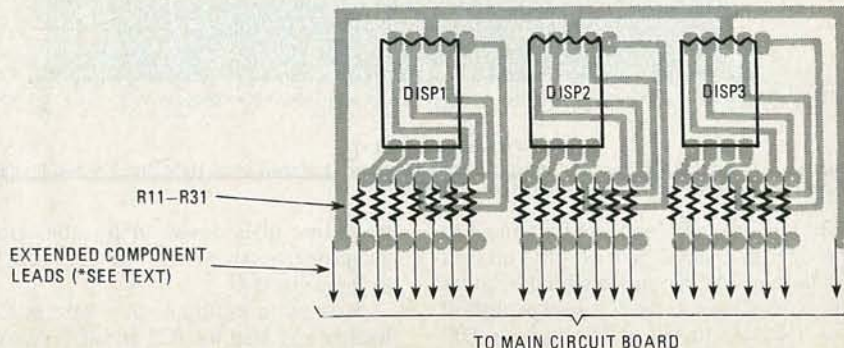 DISP1
DISP2
DISP3
R11–R31
EXTENDED COMPONENT
LEADS (*SEE TEXT)
TO MAIN CIRCUIT BOARD